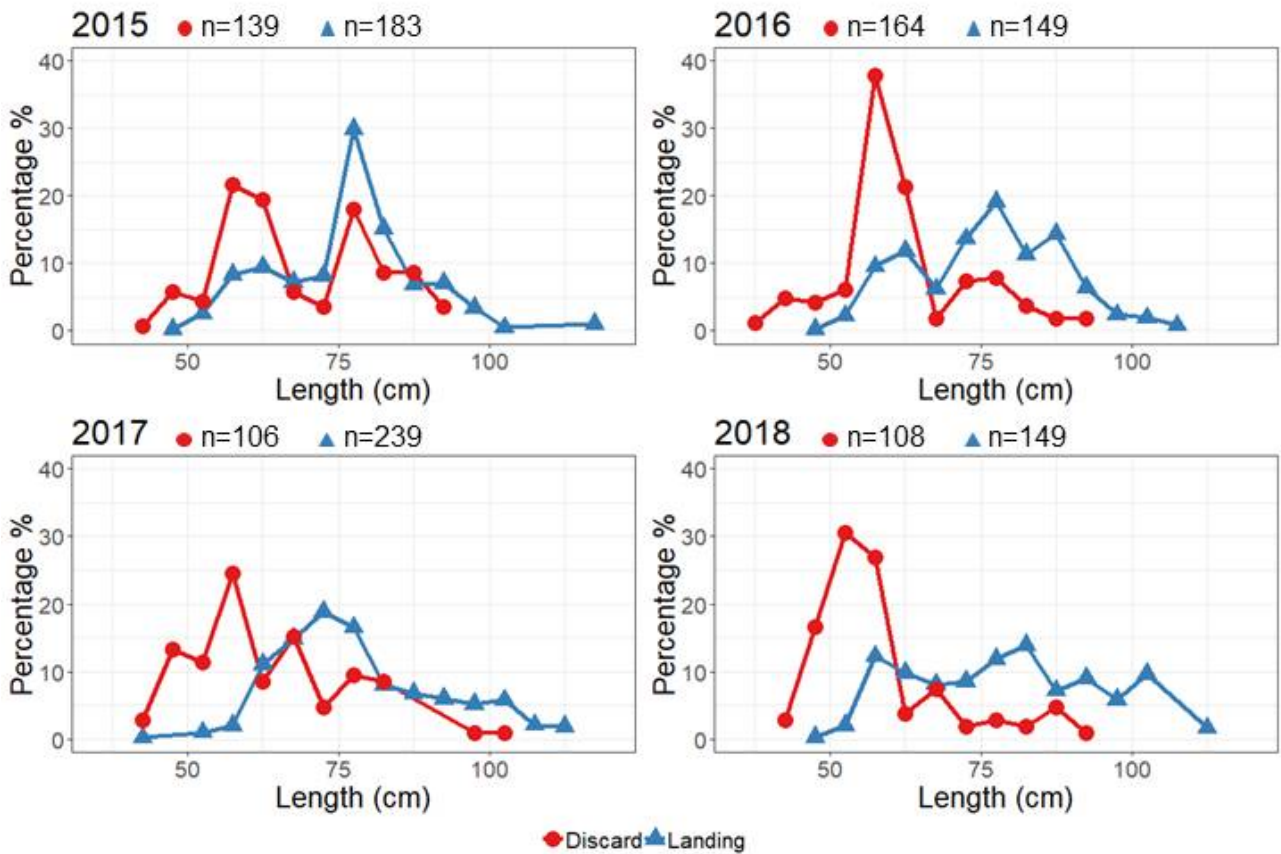 2015 n=139 n=183
40
30
20
10
0
Percentage %
50 75 100
Length (cm)
2016 n=164 n=149
40
30
20
10
0
Percentage %
50 75 100
Length (cm)
2017 n=106 n=239
40
30
20
10
0
Percentage %
50 75 100
Length (cm)
2018 n=108 n=149
40
30
20
10
0
Percentage %
50 75 100
Length (cm)
Discard Landing